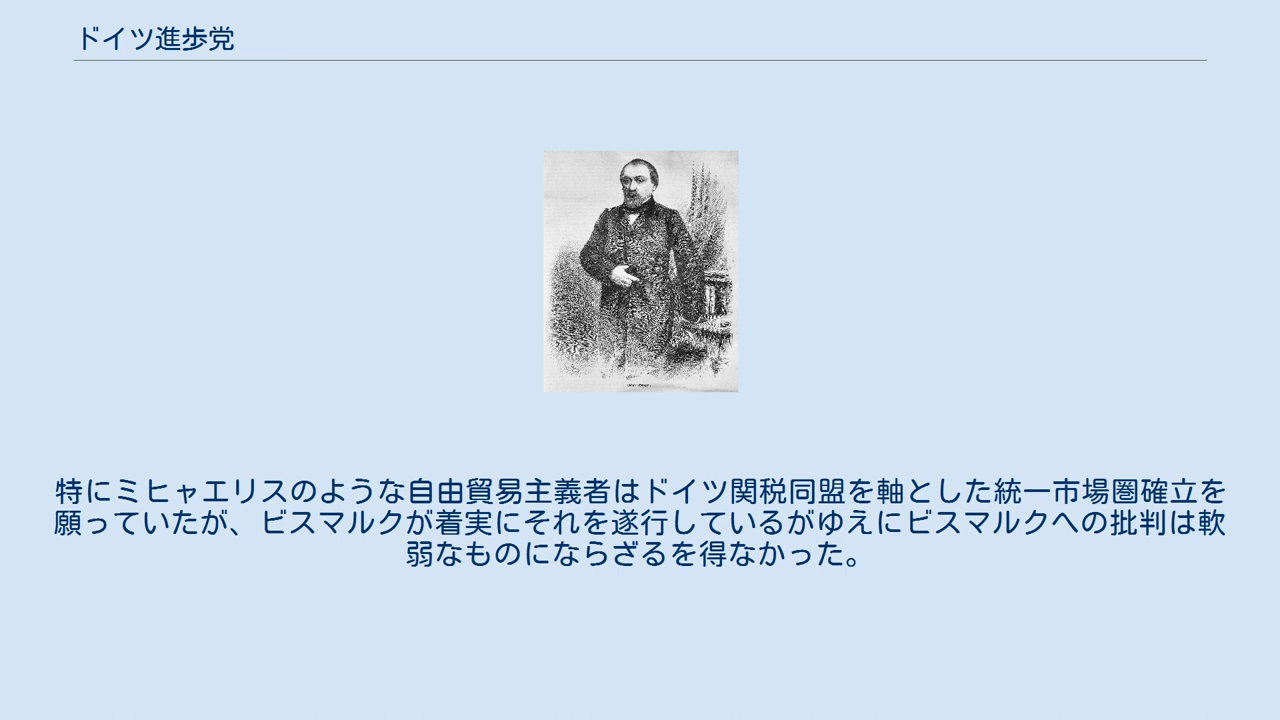 ドイツ進歩党
特にミヒャエリスのような自由貿易主義者はドイツ関税同盟を軸とした統一市場圏確立を
願っていたが、ビスマルクが着実にそれを遂行しているがゆえにビスマルクへの批判は軟
弱なものにならざるを得なかった。